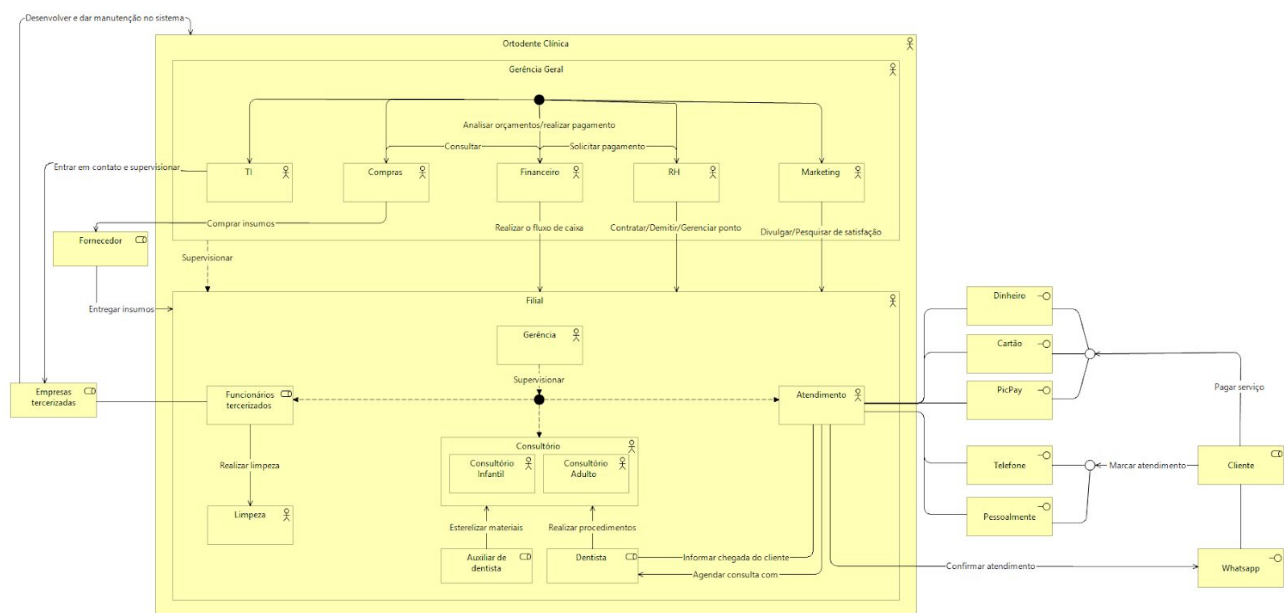 Desenvolver e dar manutenção no sistema
Ortodente Clínica
Gerência Geral
Analisar orçamentos/realizar pagamento
Consultar
Solicitar pagamento
Entrar em contato e supervisionar
TI
Compras
Financeiro
RH
Marketing
Comprar insumos
Fornecedor
Realizar o fluxo de caixa
Contratar/Demitir/Gerenciar ponto
Divulgar/Pesquisar de satisfação
Supervisionar
Entregar insumos
Filial
Dinheiro
Gerência
Cartão
Supervisionar
Pagar serviço
Empresas
tercerizadas
Funcionários
tercerizados
Atendimento
PicPay
Consultório
Consultório
Infantil
Consultório
Adulto
Realizar limpeza
Telefone
Marcar atendimento
Cliente
Limpeza
Pessoalmente
Esterelizar materiais
Realizar procedimentos
Auxiliar de
dentista
Dentista
Informar chegada do cliente
Agendar consulta com
Confirmar atendimento
Whatsapp